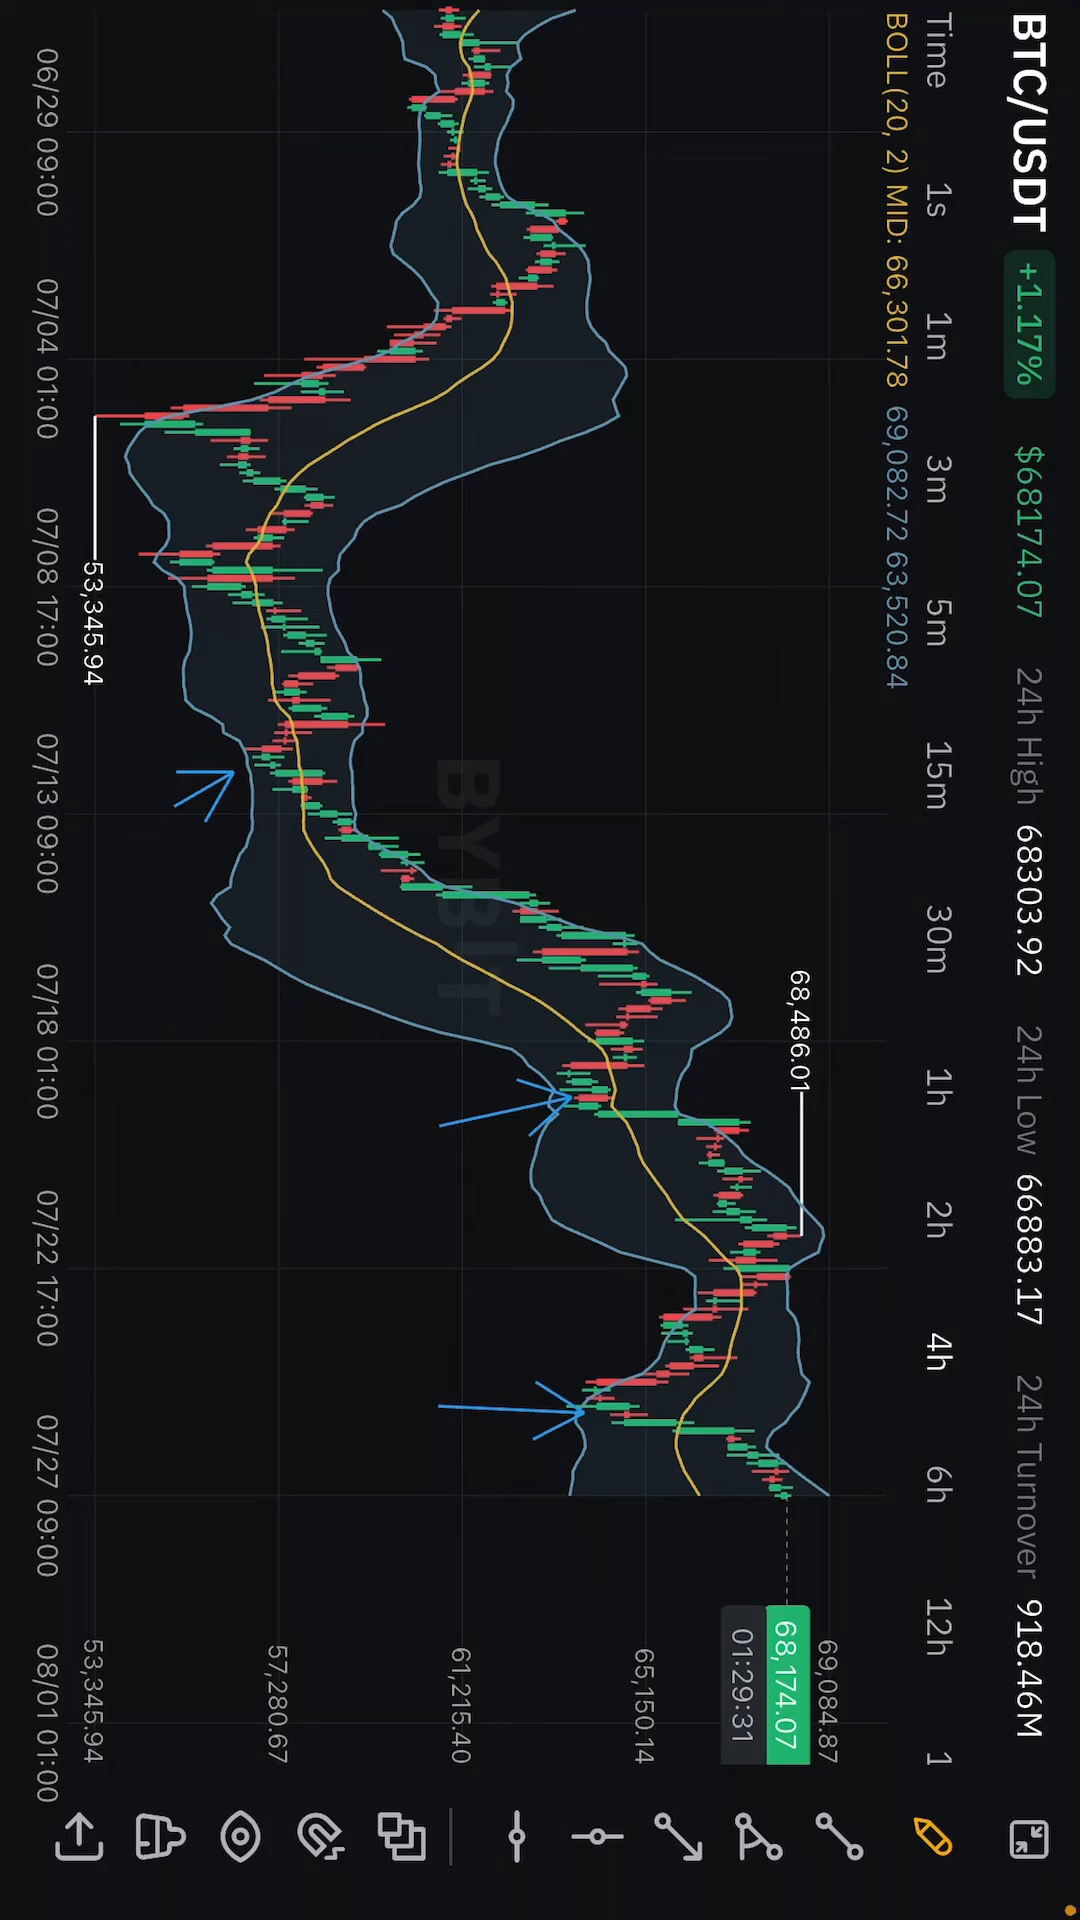 BTC/USDT +1.17% $68174.07 24h High 68303.92 24h Low 66883.17 24h Turnover 918.46M
Time 1s 1m 3m 5m 15m 30m 1h 2h 4h 6h 12h 1
BOLL(20, 2) MID: 66,301.78 69,082.72 63,520.84
69,084.87
68,486.01
68,174.07
01:29:31
65,150.14
BYBIT
61,215.40
57,280.67
53,345.94
53,345.94
06/29 09:00 07/04 01:00 07/08 17:00 07/13 09:00 07/18 01:00 07/22 17:00 07/27 09:00 08/01 01:00